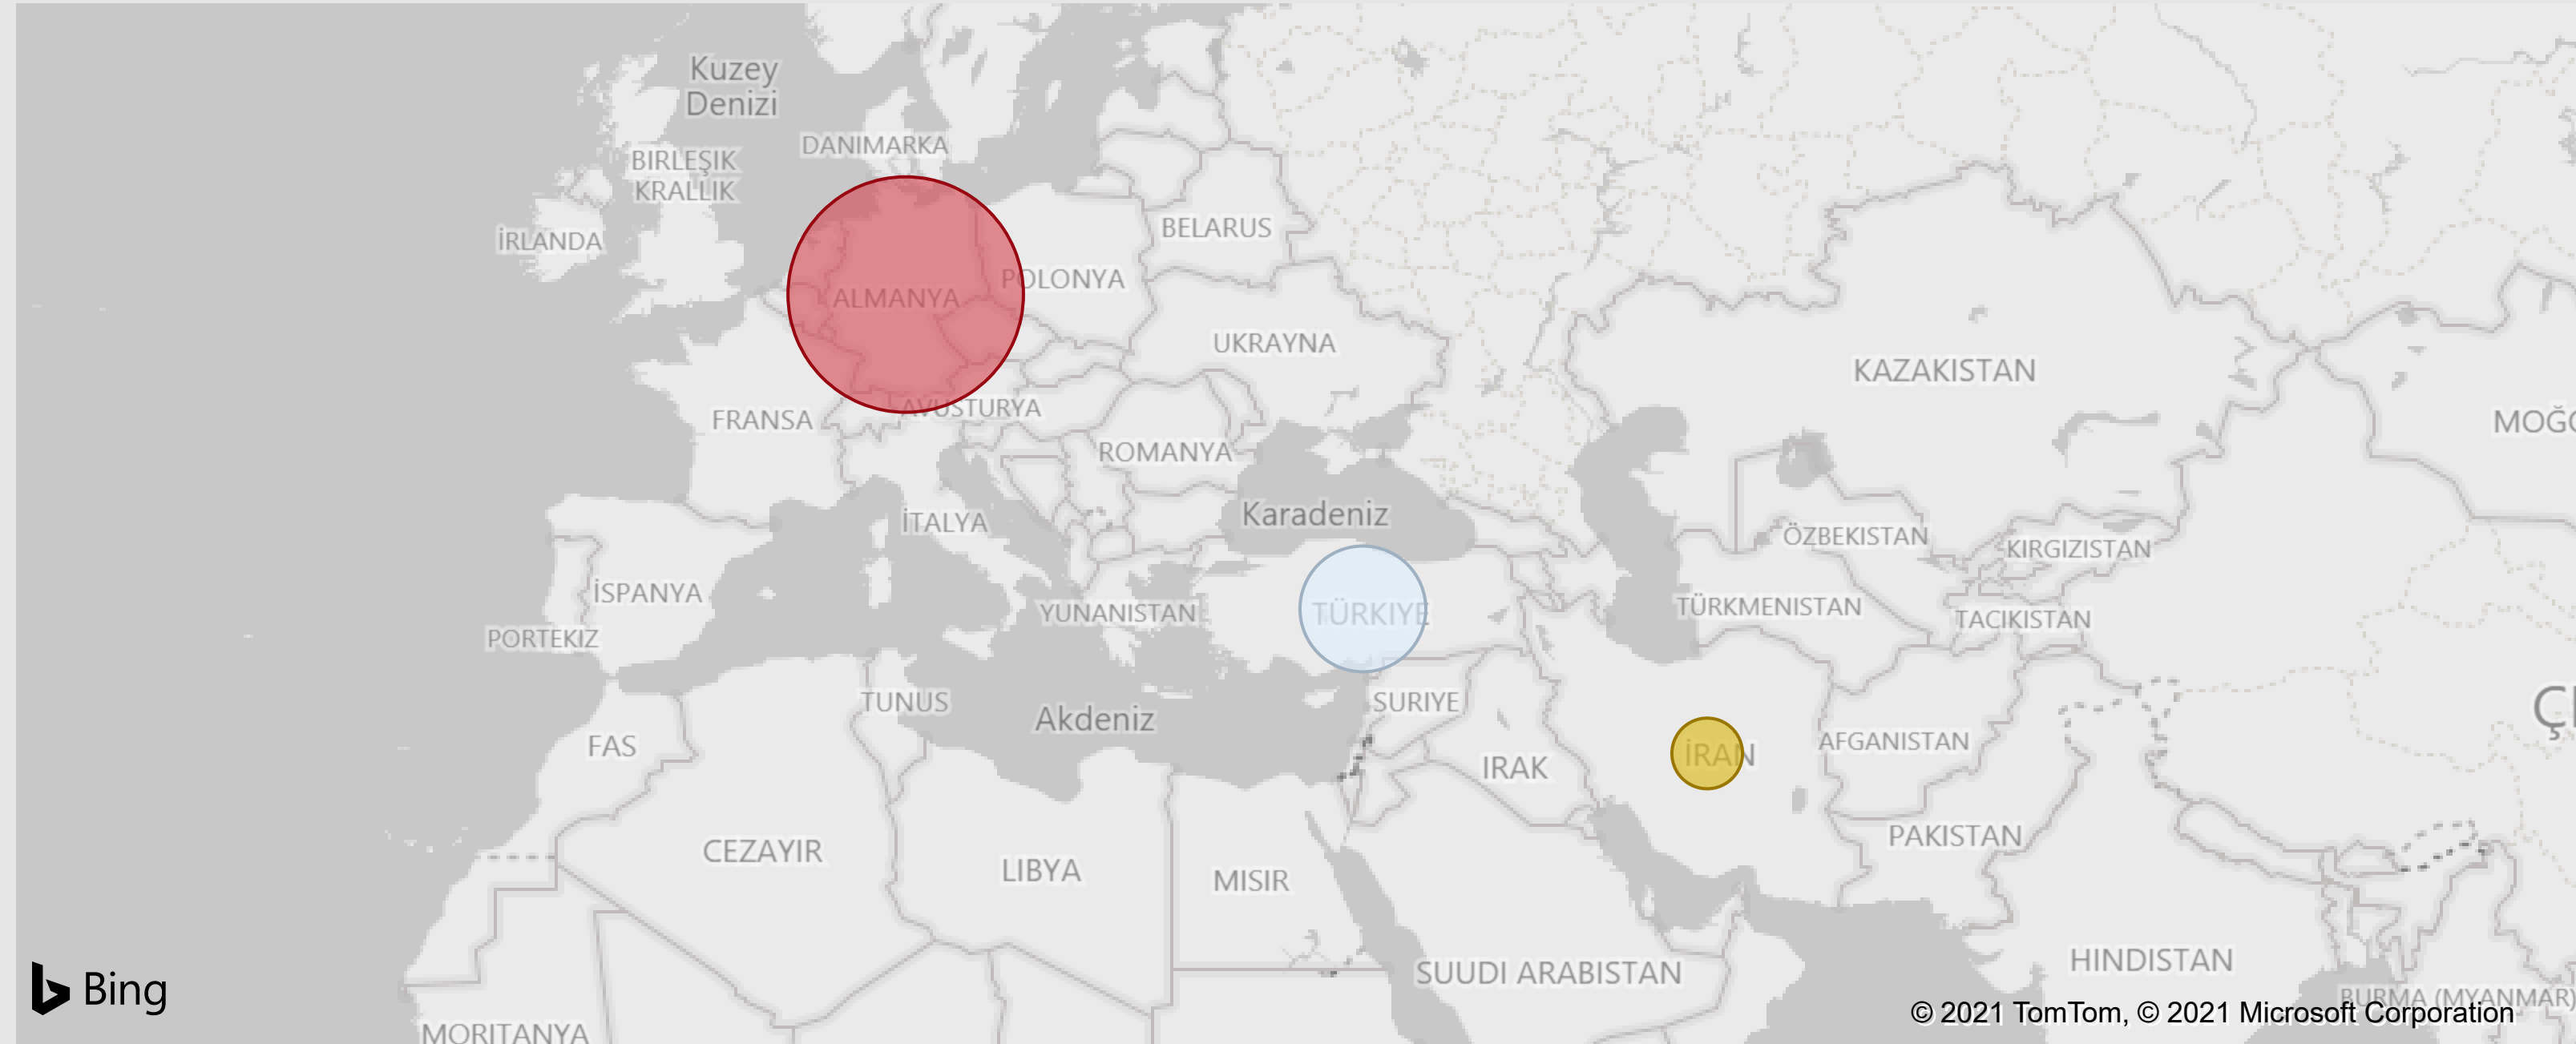 Kuzey
Denizi
DANIMARKA
BIRLEŞIK
KRALLIK
İRLANDA
BELARUS
POLONYA
ALMANYA
UKRAYNA
KAZAKISTAN
AVUSTURYA
FRANSA
ROMANYA
Karadeniz
İTALYA
ÖZBEKISTAN
KIRGIZISTAN
İSPANYA
YUNANISTAN
TÜRKIYE
TÜRKMENISTAN
TACIKISTAN
PORTEKIZ
TUNUS
Akdeniz
SURIYE
FAS
IRAK
İRAN
AFGANISTAN
PAKISTAN
CEZAYIR
LIBYA
MISIR
SUUDI ARABISTAN
HINDISTAN
BURMA (MYANMAR)
MORITANYA
Bing
© 2021 TomTom, © 2021 Microsoft Corporation